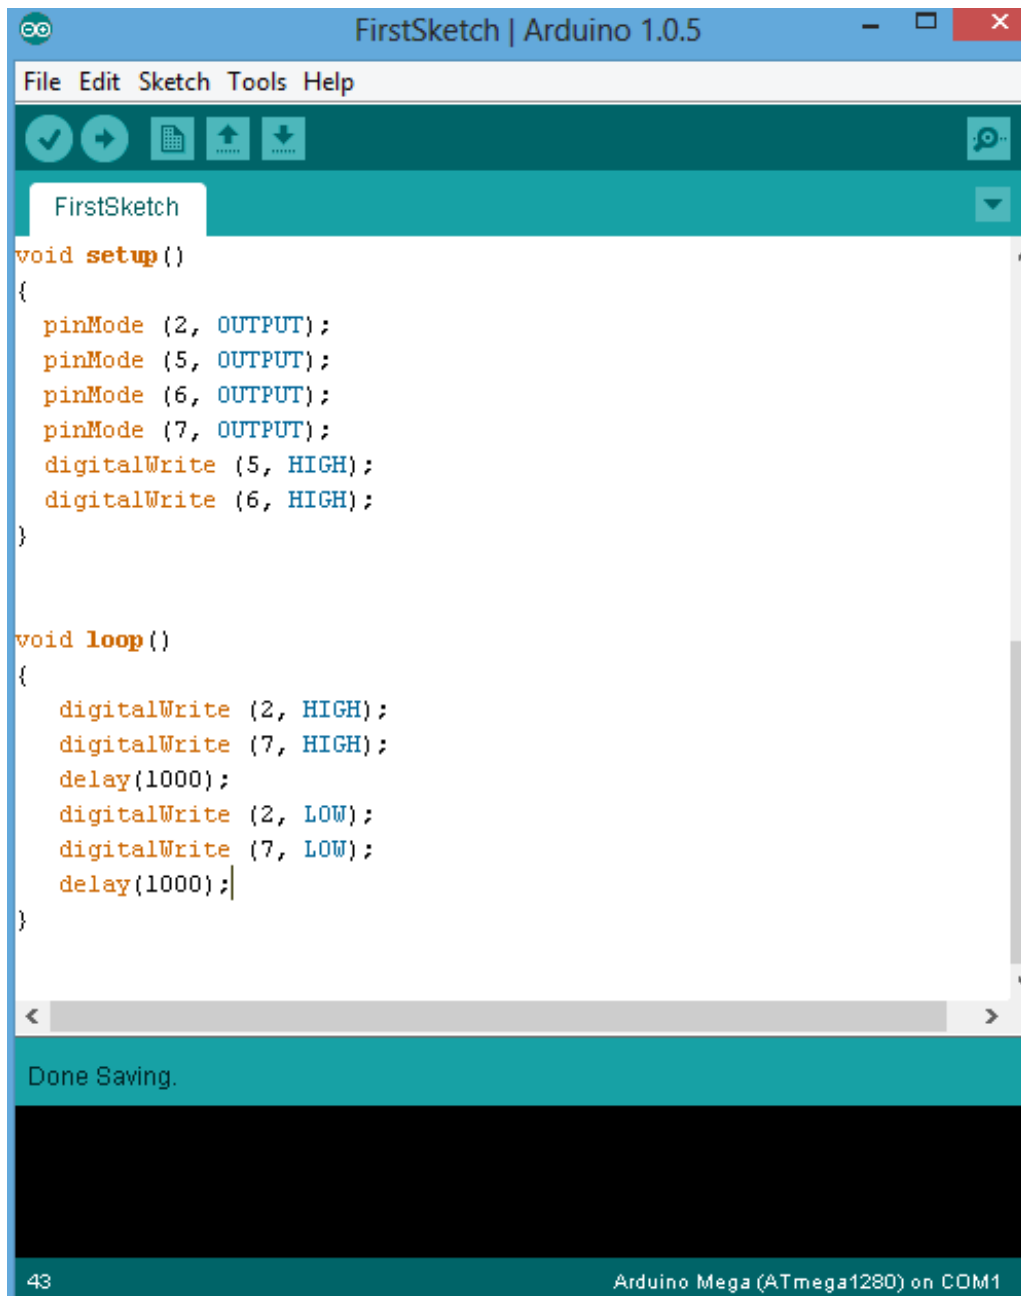 FirstSketch | Arduino 1.0.5
File Edit Sketch Tools Help
FirstSketch
void setup()
{
  pinMode (2, OUTPUT);
  pinMode (5, OUTPUT);
  pinMode (6, OUTPUT);
  pinMode (7, OUTPUT);
  digitalWrite (5, HIGH);
  digitalWrite (6, HIGH);
}
void loop()
{
   digitalWrite (2, HIGH);
   digitalWrite (7, HIGH);
   delay(1000);
   digitalWrite (2, LOW);
   digitalWrite (7, LOW);
   delay(1000);
}
Done Saving.
43 Arduino Mega (ATmega1280) on COM1